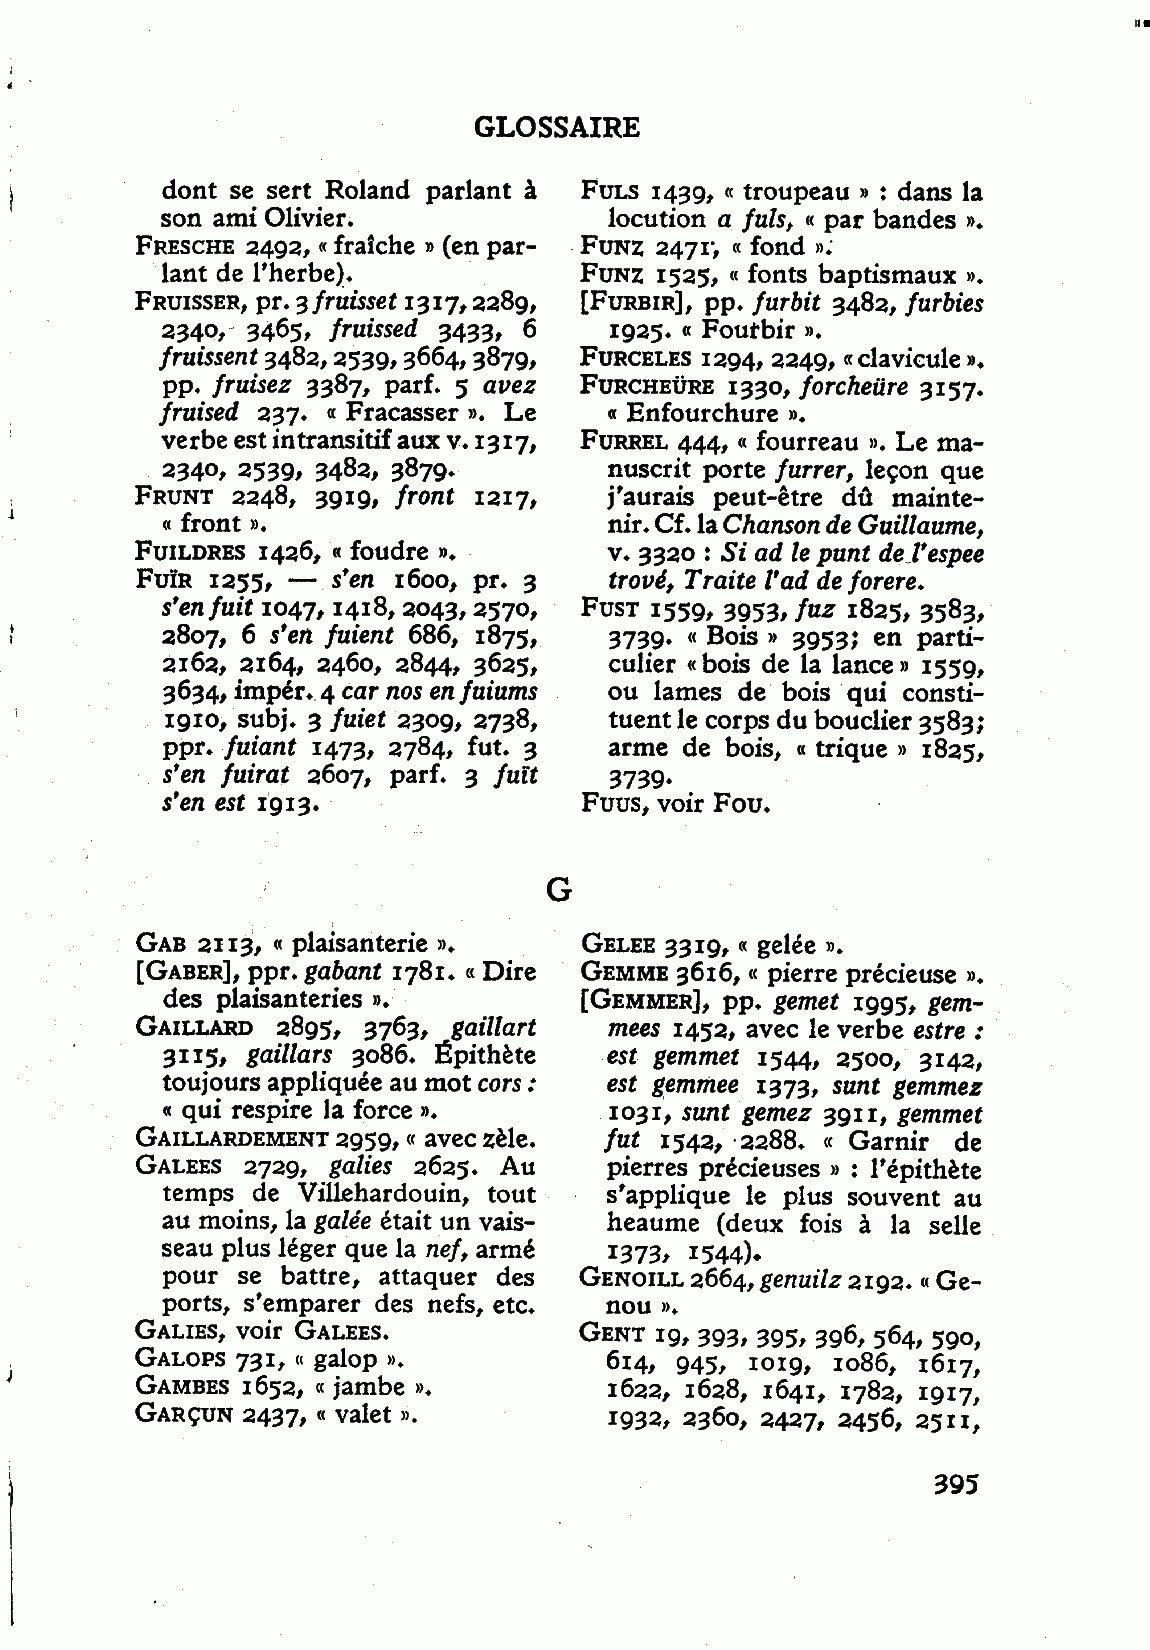 GLOSSAIRE
dont se sert Roland parlant à
son ami Olivier.
FRESCHE 2492, « fraîche » (en par-
lant de l'herbe).
FRUISSER, pr. 3 fruisset 1317, 2289,
2340, 3465, fruissed 3433, 6
fruissent 3482, 2539, 3664, 3879,
pp. fruisez 3387, parf. 5 avez
fruised 237. « Fracasser ». Le
verbe est intransitif aux v. 1317,
2340, 2539, 3482, 3879.
FRUNT 2248, 3919, front 1217,
« front ».
FUILDRES 1426, « foudre ».
FUÏR 1255, — s'en 1600, pr. 3
s'en fuit 1047, 1418, 2043, 2570,
2807, 6 s'en fuient 686, 1875,
2162, 2164, 2460, 2844, 3625,
3634, impér. 4 car nos en fuiums
1910, subj. 3 fuiet 2309, 2738,
ppr. fuiant 1473, 2784, fut. 3
s'en fuirat 2607, parf. 3 fuït
s'en est 1913.
FULS 1439, « troupeau » : dans la
locution a fuls, « par bandes ».
FUNZ 2471, « fond ».
FUNZ 1525, « fonts baptismaux ».
[FURBIR], pp. furbit 3482, furbies
1925. « Fourbir ».
FURCELES 1294, 2249, « clavicule ».
FURCHEÜRE 1330, forcheüre 3157.
« Enfourchure ».
FURREL 444, « fourreau ». Le ma-
nuscrit porte furrer, leçon que
j'aurais peut-être dû mainte-
nir. Cf. la Chanson de Guillaume,
v. 3320 : Si ad le punt de l'espee
trové, Traite l'ad de forere.
FUST 1559, 3953, fuz 1825, 3583,
3739. « Bois » 3953; en parti-
culier « bois de la lance » 1559,
ou lames de bois qui consti-
tuent le corps du bouclier 3583;
arme de bois, « trique » 1825,
3739.
FUUS, voir FOU.
G
GAB 2113, « plaisanterie ».
[GABER], ppr. gabant 1781. « Dire
des plaisanteries ».
GAILLARD 2895, 3763, gaillart
3115, gaillars 3086. Épithète
toujours appliquée au mot cors :
« qui respire la force ».
GAILLARDEMENT 2959, « avec zèle.
GALEES 2729, galies 2625. Au
temps de Villehardouin, tout
au moins, la galée était un vais-
seau plus léger que la nef, armé
pour se battre, attaquer des
ports, s'emparer des nefs, etc.
GALIES, voir GALEES.
GALOPS 731, « galop ».
GAMBES 1652, « jambe ».
GARÇUN 2437, « valet ».
GELEE 3319, « gelée ».
GEMME 3616, « pierre précieuse ».
[GEMMER], pp. gemet 1995, gem-
mees 1452, avec le verbe estre :
est gemmet 1544, 2500, 3142,
est gemmee 1373, sunt gemmez
1031, sunt gemez 3911, gemmet
fut 1542, 2288. « Garnir de
pierres précieuses » : l'épithète
s'applique le plus souvent au
heaume (deux fois à la selle
1373, 1544).
GENOILL 2664, genuilz 2192. « Ge-
nou ».
GENT 19, 393, 395, 396, 564, 590,
614, 945, 1019, 1086, 1617,
1622, 1628, 1641, 1782, 1917,
1932, 2360, 2427, 2456, 2511,
395